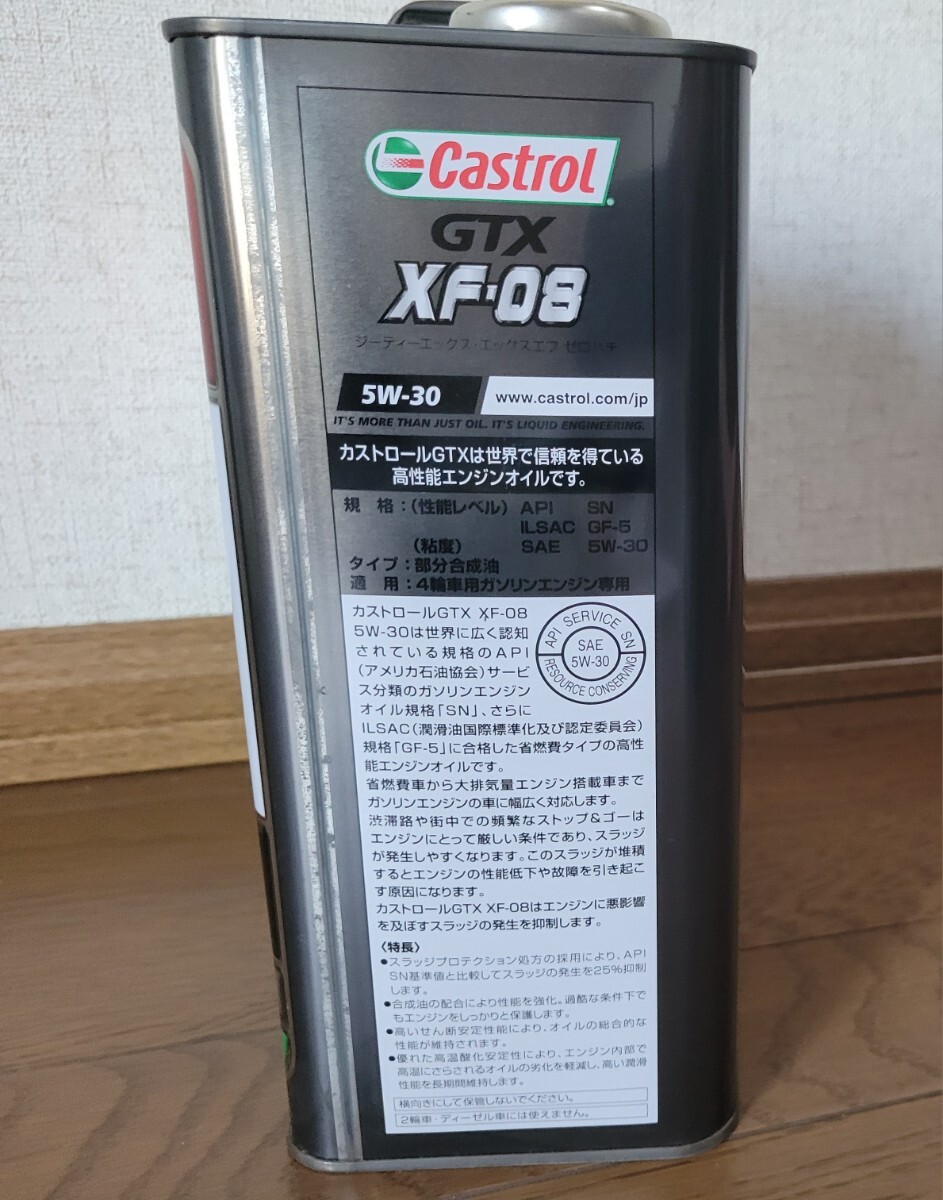 Castrol
GTX
XF-08
ジーティーエックス・エックスエフ ゼロハチ
5W-30
www.castrol.com/jp
IT'S MORE THAN JUST OIL. IT'S LIQUID ENGINEERING.
カストロールGTXは世界で信頼を得ている
高性能エンジンオイルです。
規 格：(性能レベル) API SN
ILSAC GF-5
(粘度) SAE 5W-30
タイプ：部分合成油
適 用：4輪車用ガソリンエンジン専用
カストロールGTX XF-08
5W-30は世界に広く認知
されている規格のAPI
(アメリカ石油協会)サービ
ス分類のガソリンエンジン
オイル規格「SN」、さらに
ILSAC(潤滑油国際標準化及び認定委員会)
規格「GF-5」に合格した省燃費タイプの高性
能エンジンオイルです。
API SERVICE SN
SAE
5W-30
RESOURCE CONSERVING
省燃費車から大排気量エンジン搭載車まで
ガソリンエンジンの車に幅広く対応します。
渋滞路や街中での頻繁なストップ&ゴーは
エンジンにとって厳しい条件であり、スラッジ
が発生しやすくなります。このスラッジが堆積
するとエンジンの性能低下や故障を引き起こ
す原因になります。
カストロールGTX XF-08はエンジンに悪影響
を及ぼすスラッジの発生を抑制します。
〈特長〉
●スラッジプロテクション処方の採用により、API
SN基準値と比較してスラッジの発生を25%抑制
します。
●合成油の配合により性能を強化。過酷な条件下で
もエンジンをしっかりと保護します。
●高いせん断安定性能により、オイルの総合的な
性能が維持されます。
●優れた高温酸化安定性により、エンジン内部で
高温にさらされるオイルの劣化を軽減し、高い潤滑
性能を長期間維持します。
横向きにして保管しないでください。
2輪車・ディーゼル車には使えません。